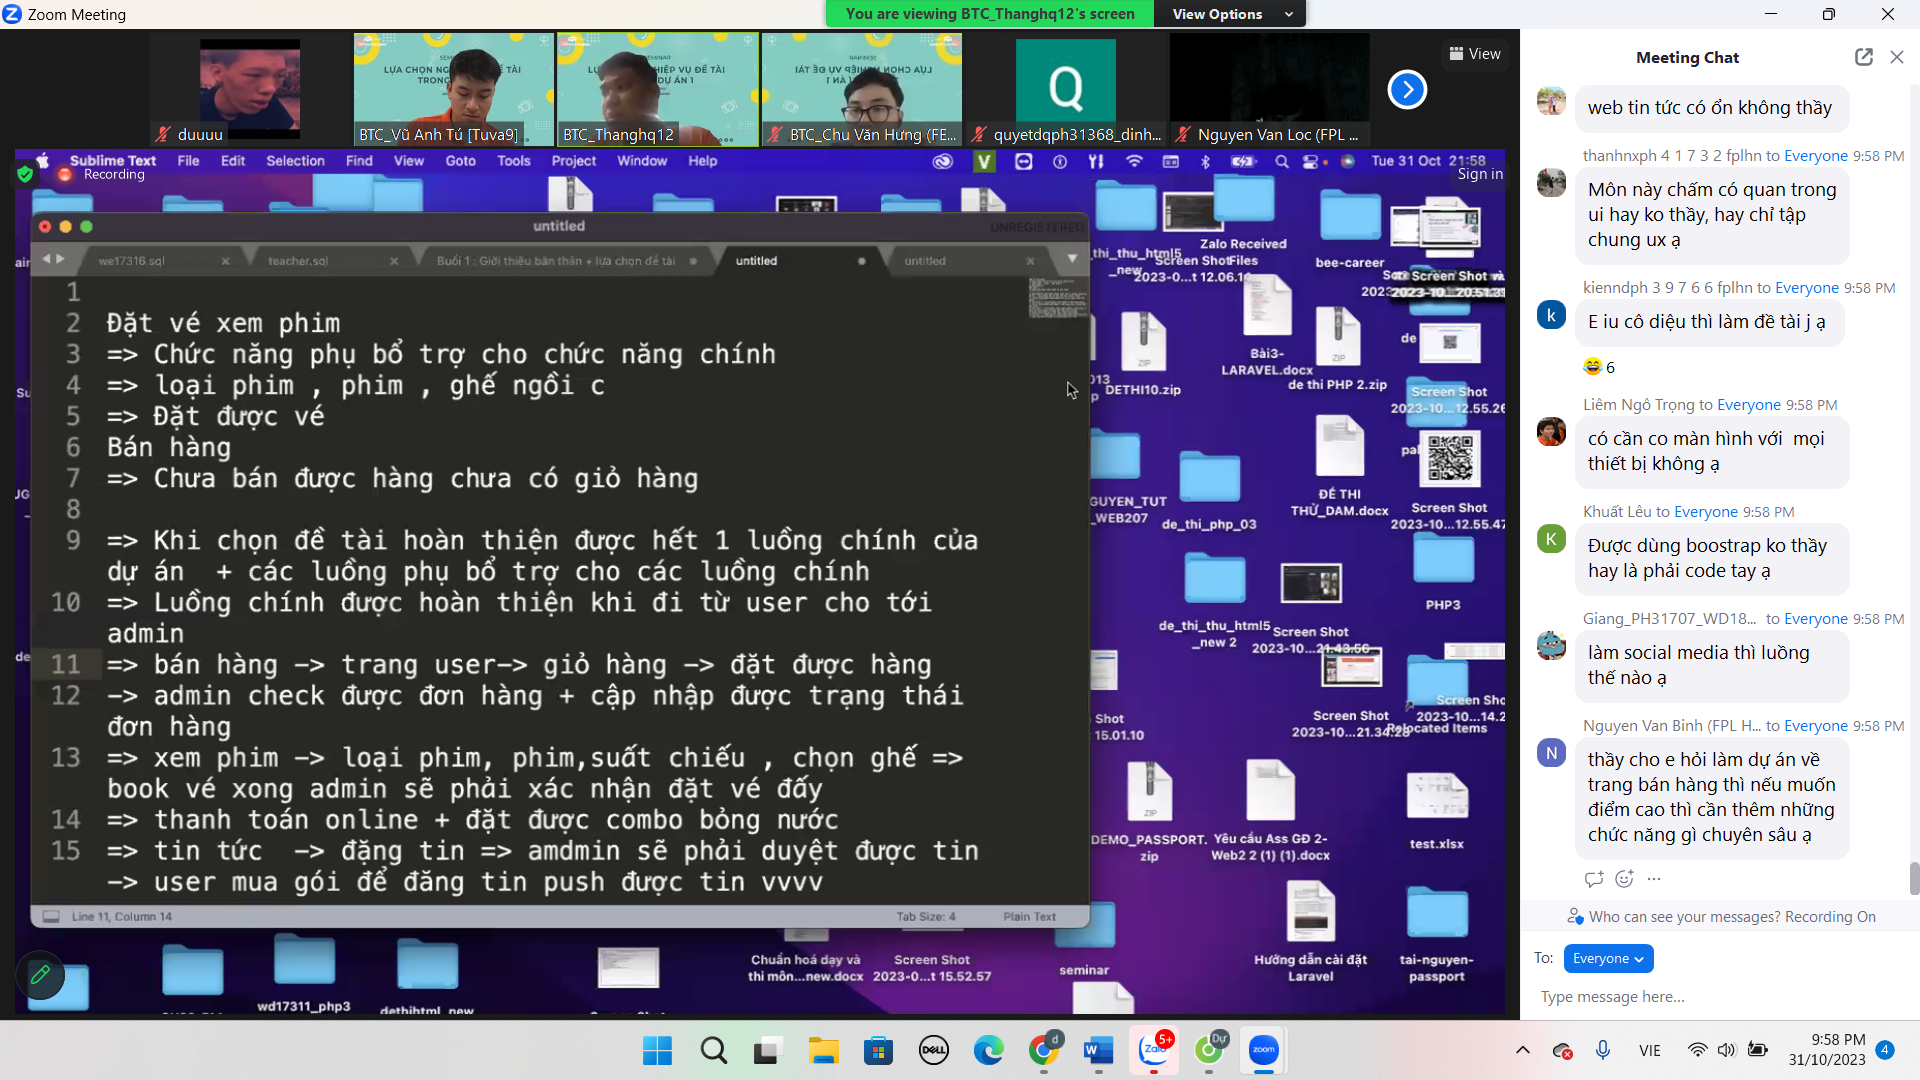 Zoom Meeting
You are viewing BTC_Thanghq12's screen
View Options
View
duuuu
BTC_Vũ Anh Tú [Tuva9]
BTC_Thanghq12
BTC_Chu Văn Hưng (FE...
Q
quyetdqph31368_dinh...
Nguyen Van Loc (FPL ...
Sublime Text File Edit Selection Find View Goto Tools Project Window Help
Tue 31 Oct 21:58
Recording
Sign in
untitled
UNREGISTERED
we17316.sql
teacher.sql
Buổi 1 : Giới thiệu bản thân + lựa chọn đề tài
untitled
untitled
1
2 Đặt vé xem phim
3 => Chức năng phụ bổ trợ cho chức năng chính
4 => loại phim , phim , ghế ngồi c
5 => Đặt được vé
6 Bán hàng
7 => Chưa bán được hàng chưa có giỏ hàng
8
9 => Khi chọn đề tài hoàn thiện được hết 1 luồng chính của
dự án + các luồng phụ bổ trợ cho các luồng chính
10 => Luồng chính được hoàn thiện khi đi từ user cho tới
admin
11 => bán hàng -> trang user-> giỏ hàng -> đặt được hàng
12 -> admin check được đơn hàng + cập nhập được trạng thái
đơn hàng
13 => xem phim -> loại phim, phim,suất chiếu , chọn ghế =>
book vé xong admin sẽ phải xác nhận đặt vé đấy
14 => thanh toán online + đặt được combo bỏng nước
15 => tin tức -> đặng tin => amdmin sẽ phải duyệt được tin
-> user mua gói để đăng tin push được tin vvvv
Line 11, Column 14
Tab Size: 4
Plain Text
Zalo Received
Files
bee-career
DETHI10.zip
Bài3-
LARAVEL.docx
de thi PHP 2.zip
Screen Shot
2023-10...12.55.26
ĐỀ THI
THỬ_DAM.docx
Screen Shot
2023-10...12.55.47
GUYEN_TUT
_WEB207
de_thi_php_03
PHP3
de_thi_thu_html5
_new 2
Screen Shot
2023-10...21.43.56
Screen Shot
2023-10...21.34.28
Relocated Items
Shot
15.01.10
DEMO_PASSPORT.
zip
Yêu cầu Ass GĐ 2-
Web2 2 (1) (1).docx
test.xlsx
Chuẩn hoá dạy và
thi môn...new.docx
Screen Shot
2023-0...t 15.52.57
seminar
Hướng dẫn cài đặt
Laravel
tai-nguyen-
passport
wd17311_php3
dethihtml_new
Meeting Chat
web tin tức có ổn không thầy
thanhnxph 4 1 7 3 2 fplhn to Everyone 9:58 PM
Môn này chấm có quan trong
ui hay ko thầy, hay chỉ tập
chung ux ạ
kienndph 3 9 7 6 6 fplhn to Everyone 9:58 PM
k
E iu cô diệu thì làm đề tài j ạ
6
Liêm Ngô Trọng to Everyone 9:58 PM
có cần co màn hình với mọi
thiết bị không ạ
Khuất Lêu to Everyone 9:58 PM
K
Được dùng boostrap ko thầy
hay là phải code tay ạ
Giang_PH31707_WD18... to Everyone 9:58 PM
làm social media thì luồng
thế nào ạ
Nguyen Van Binh (FPL H... to Everyone 9:58 PM
N
thầy cho e hỏi làm dự án về
trang bán hàng thì nếu muốn
điểm cao thì cần thêm những
chức năng gì chuyên sâu ạ
Who can see your messages? Recording On
To: Everyone
Type message here...
DELL
d
5+
Zalo
Dự
zoom
VIE
9:58 PM
31/10/2023
4